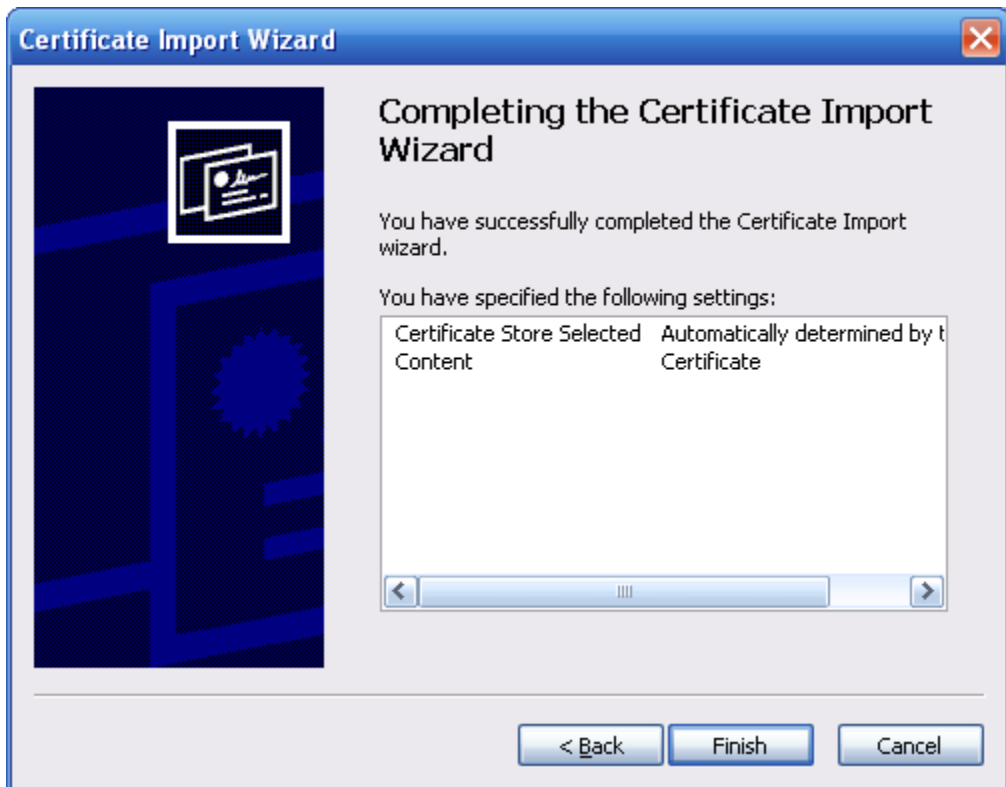 Certificate Import Wizard
Completing the Certificate Import
Wizard
You have successfully completed the Certificate Import
wizard.
You have specified the following settings:
Certificate Store Selected Automatically determined by t
Content Certificate
< Back Finish Cancel